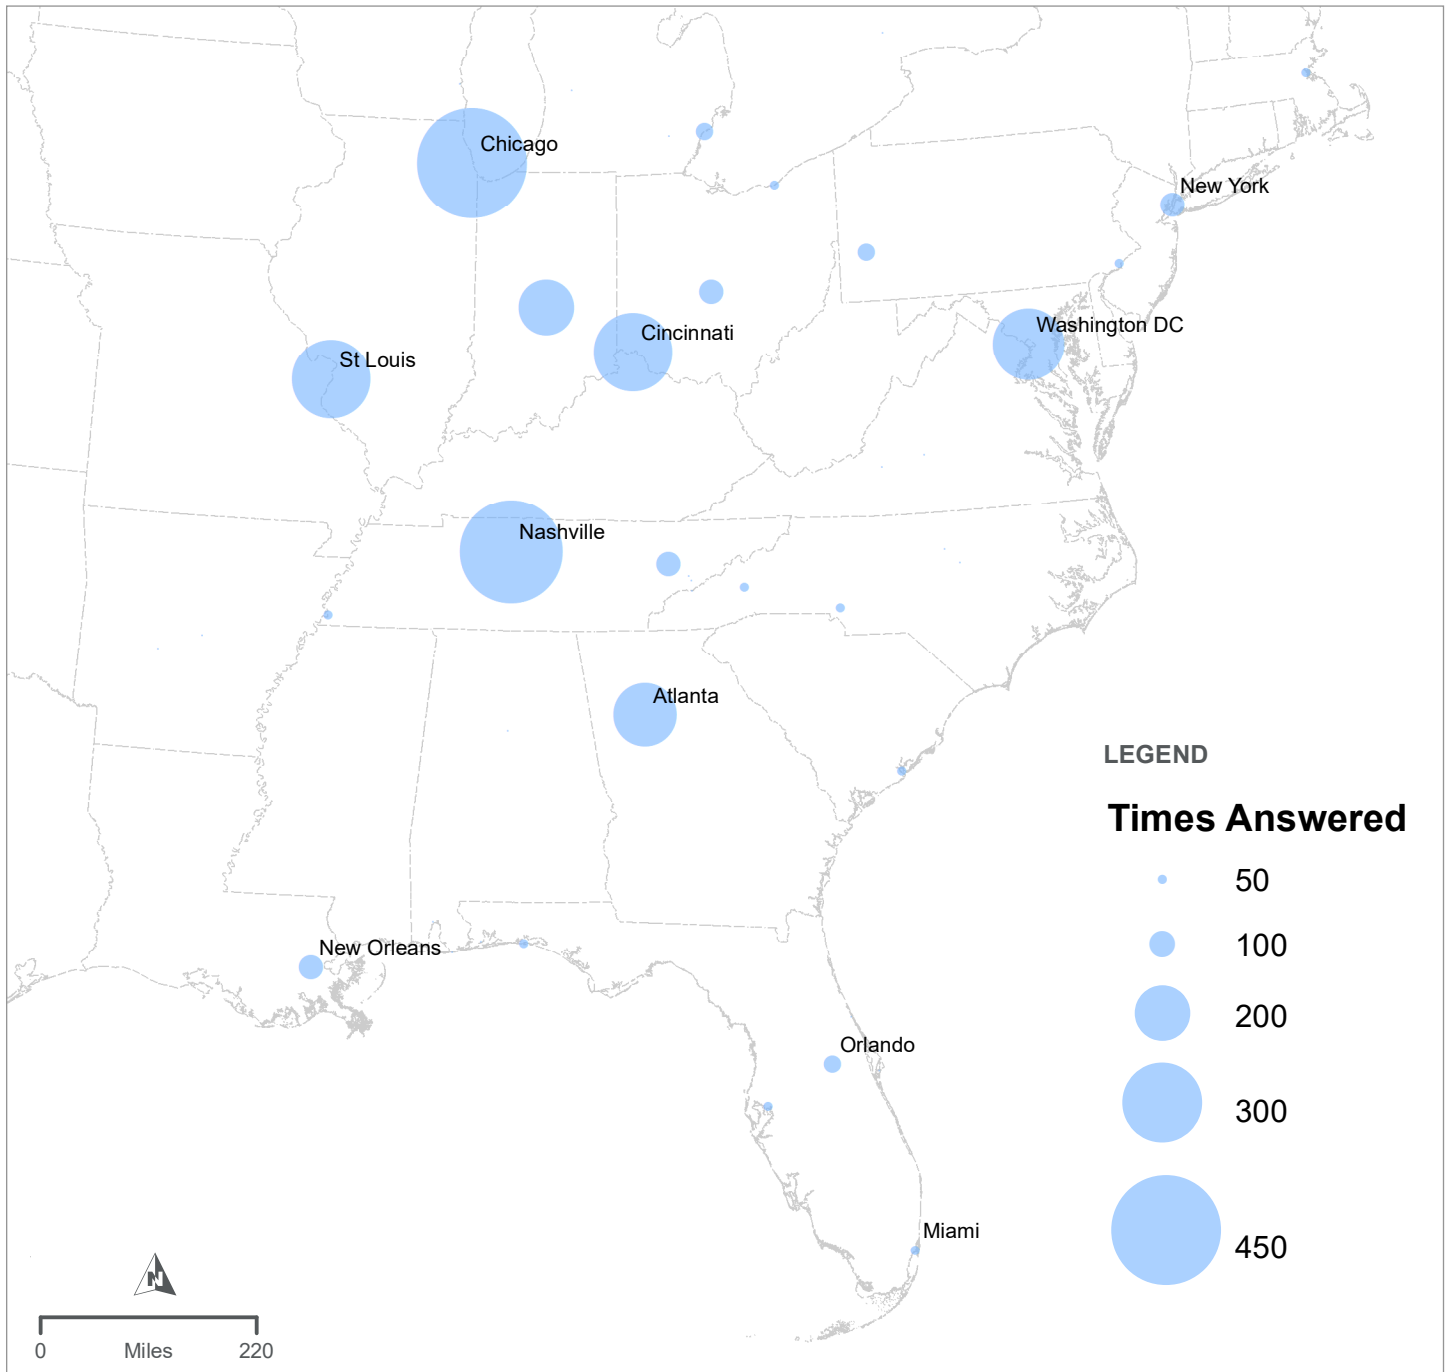 Chicago
New York
Washington DC
Cincinnati
St Louis
Nashville
Atlanta
LEGEND
Times Answered
50
100
200
300
450
New Orleans
Orlando
Miami
N
0 Miles 220